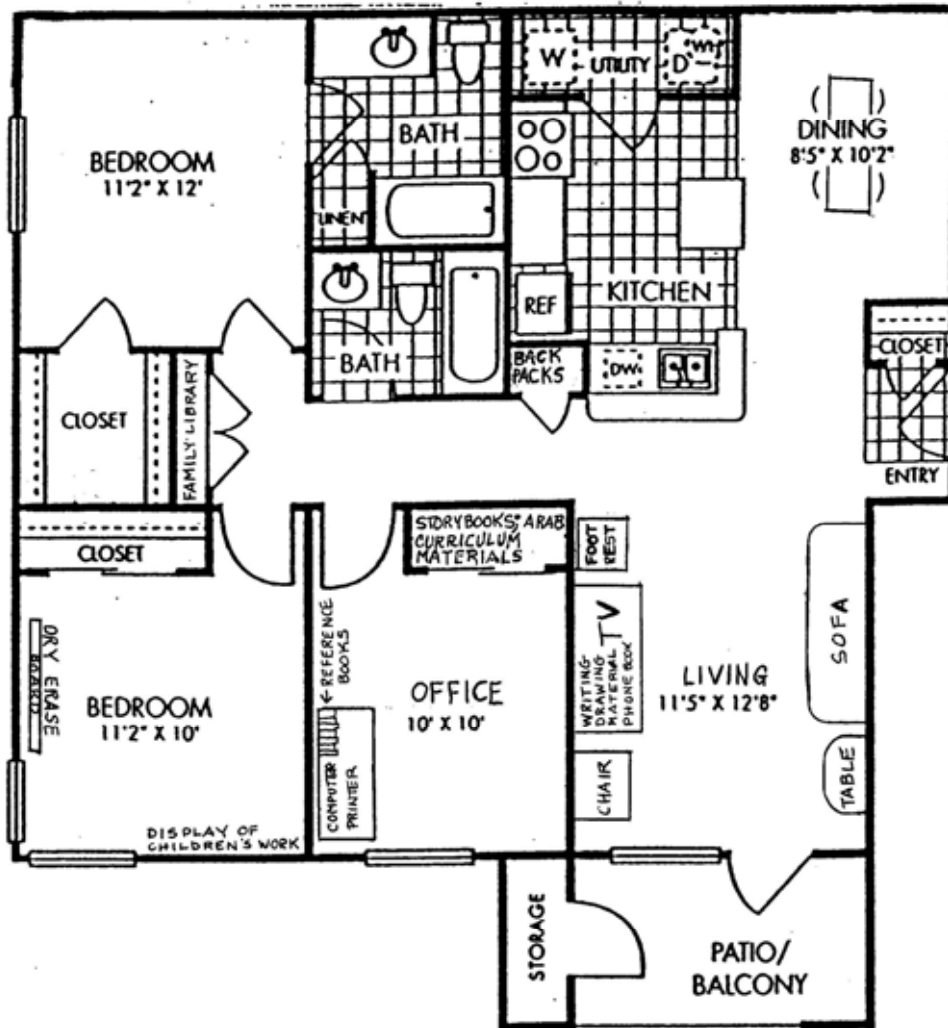 W
UTILITY
D
WH
BATH
DINING
8'5" X 10'2"
BEDROOM
11'2" X 12'
LINEN
REF
KITCHEN
BATH
BACK
PACKS
DW
CLOSET
CLOSET
FAMILY LIBRARY
ENTRY
CLOSET
STORYBOOKS, ARAB
CURRICULUM
MATERIALS
FOOT
REST
DRY ERASE
BOARD
BEDROOM
11'2" X 10'
← REFERENCE
BOOKS
OFFICE
10' X 10'
TV
WRITING-
DRAWING
MATERIAL
PHONE BOOK
LIVING
11'5" X 12'8"
SOFA
COMPUTER
PRINTER
CHAIR
TABLE
DISPLAY OF
CHILDREN'S WORK
STORAGE
PATIO/
BALCONY